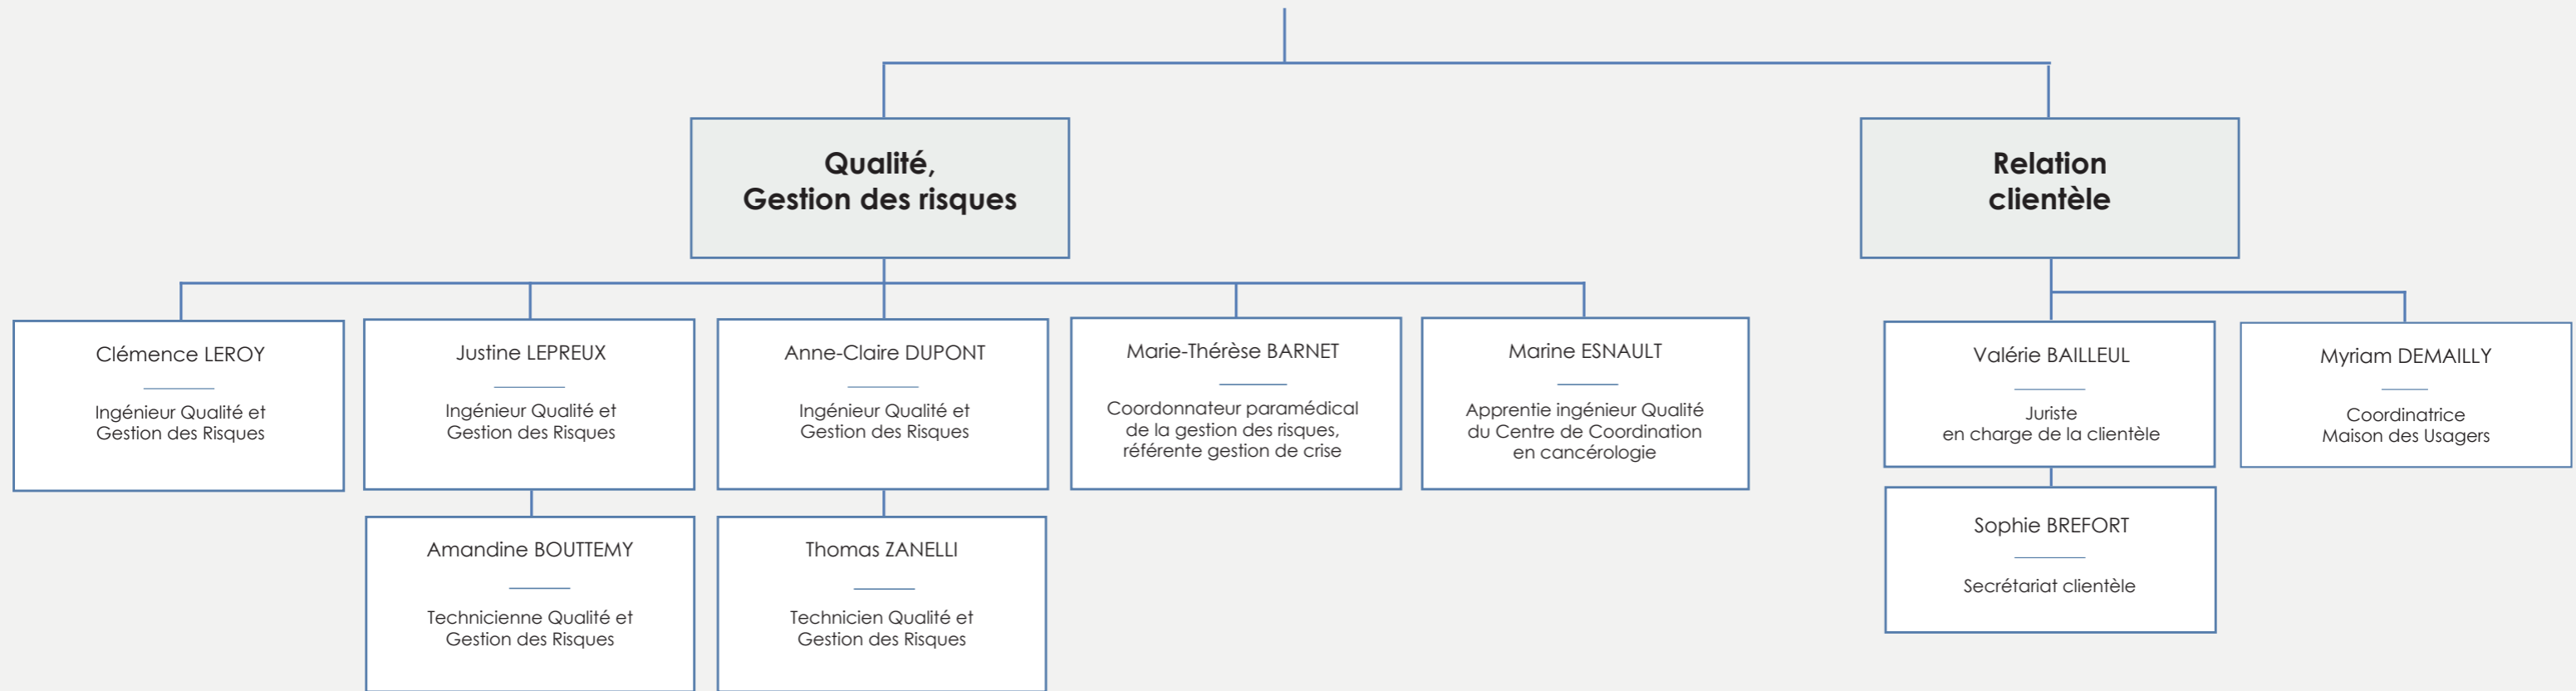 Qualité,
Gestion des risques
Relation
clientèle
Clémence LEROY
Ingénieur Qualité et
Gestion des Risques
Justine LEPREUX
Ingénieur Qualité et
Gestion des Risques
Anne-Claire DUPONT
Ingénieur Qualité et
Gestion des Risques
Marie-Thérèse BARNET
Coordonnateur paramédical
de la gestion des risques,
référente gestion de crise
Marine ESNAULT
Apprentie ingénieur Qualité
du Centre de Coordination
en cancérologie
Valérie BAILLEUL
Juriste
en charge de la clientèle
Myriam DEMAILLY
Coordinatrice
Maison des Usagers
Amandine BOUTTEMY
Technicienne Qualité et
Gestion des Risques
Thomas ZANELLI
Technicien Qualité et
Gestion des Risques
Sophie BREFORT
Secrétariat clientèle